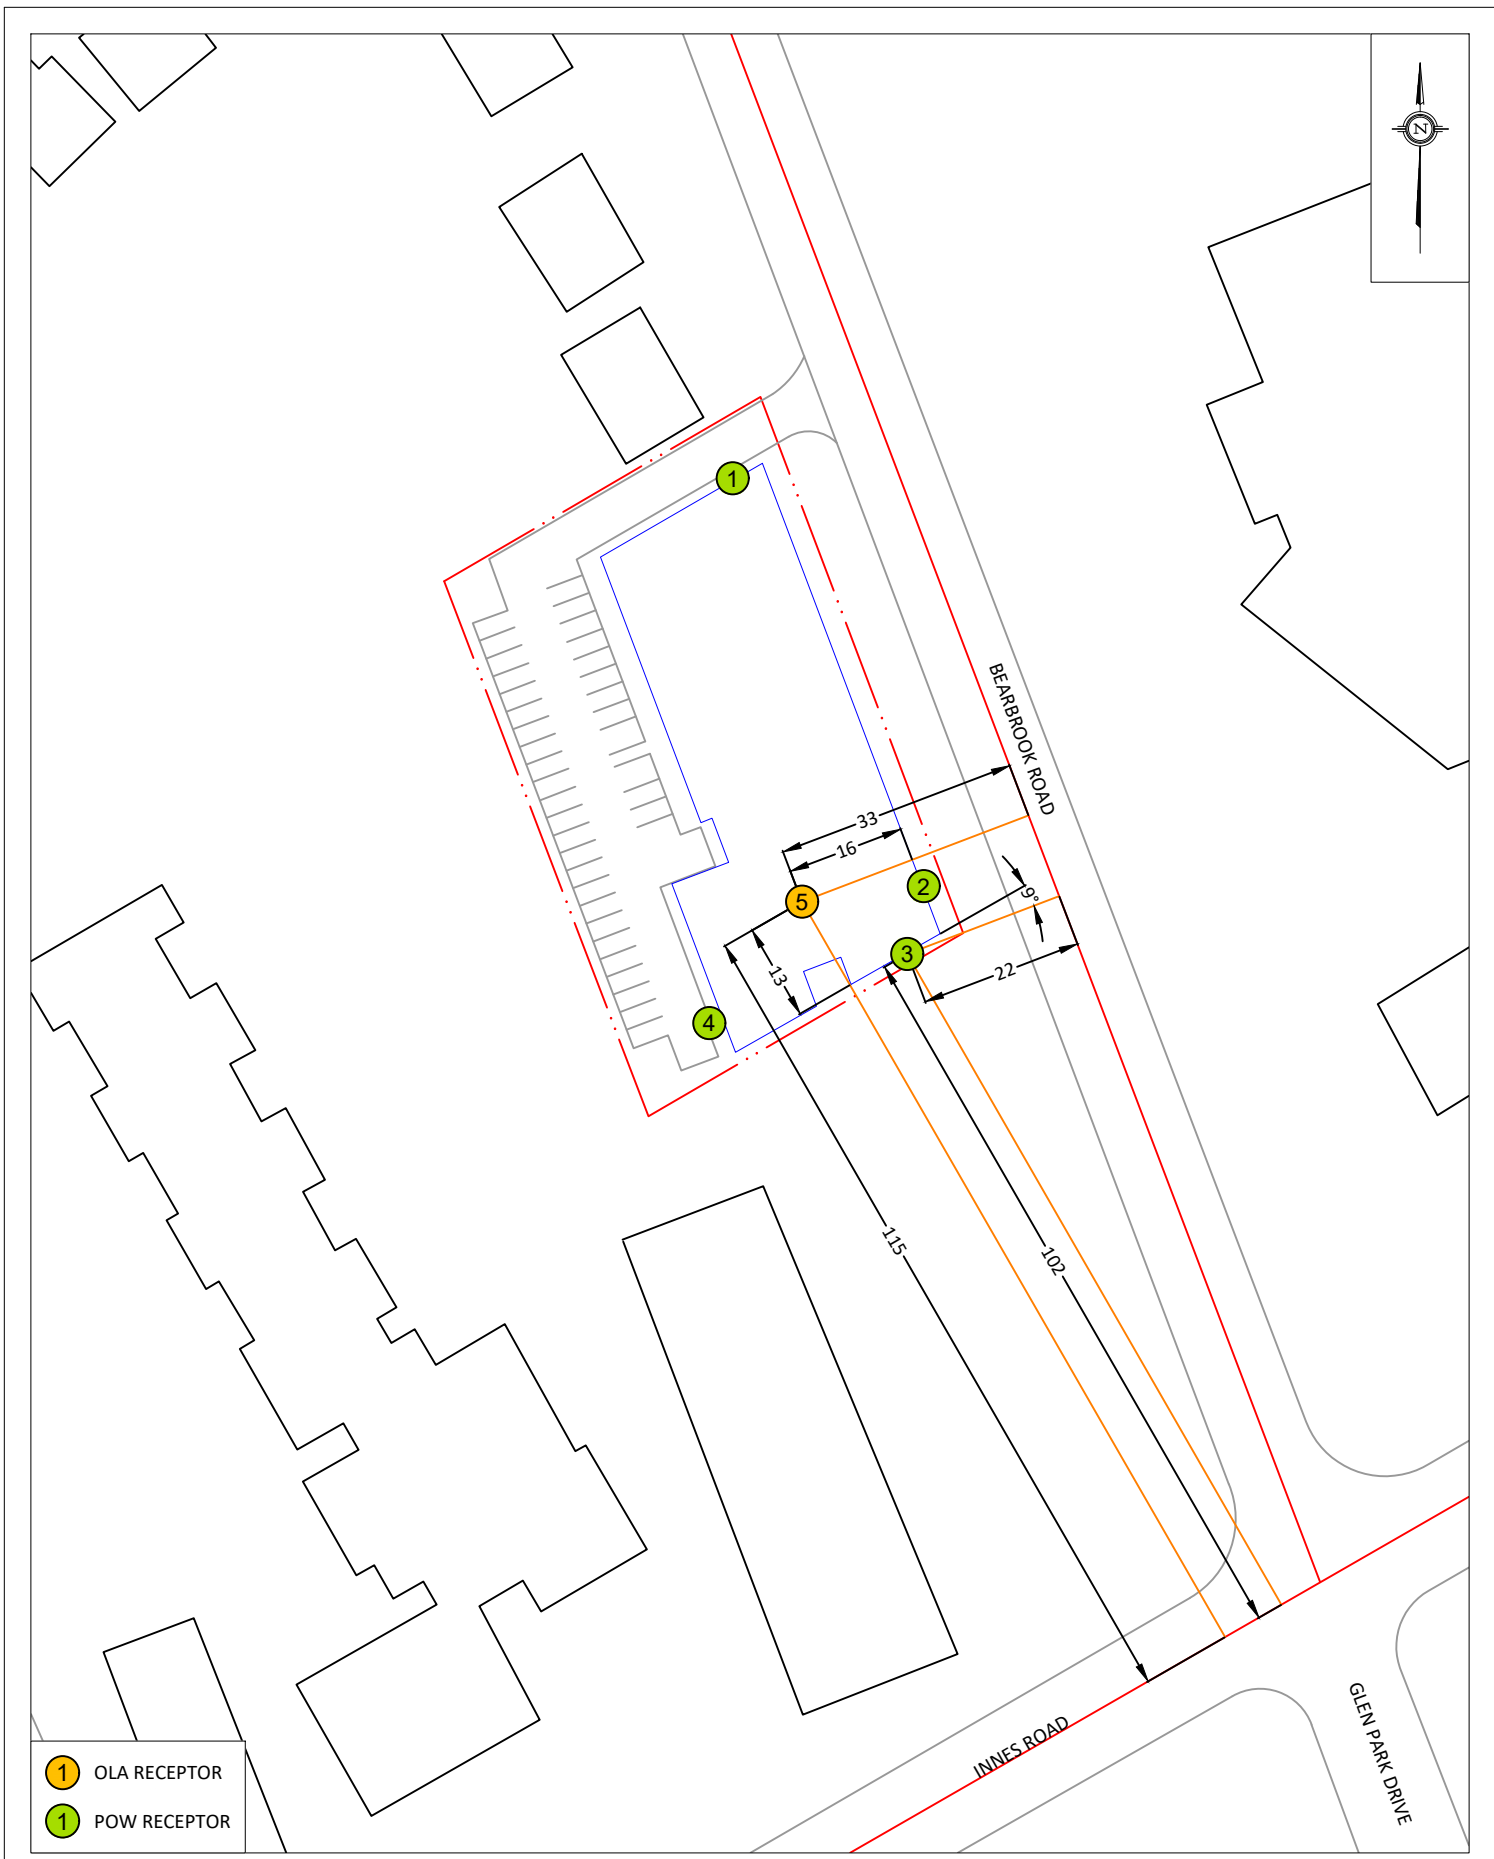 N
1
BEARBROOK ROAD
33
16
2
9°
5
3
22
13
4
115
102
INNES ROAD
GLEN PARK DRIVE
1 OLA RECEPTOR
1 POW RECEPTOR